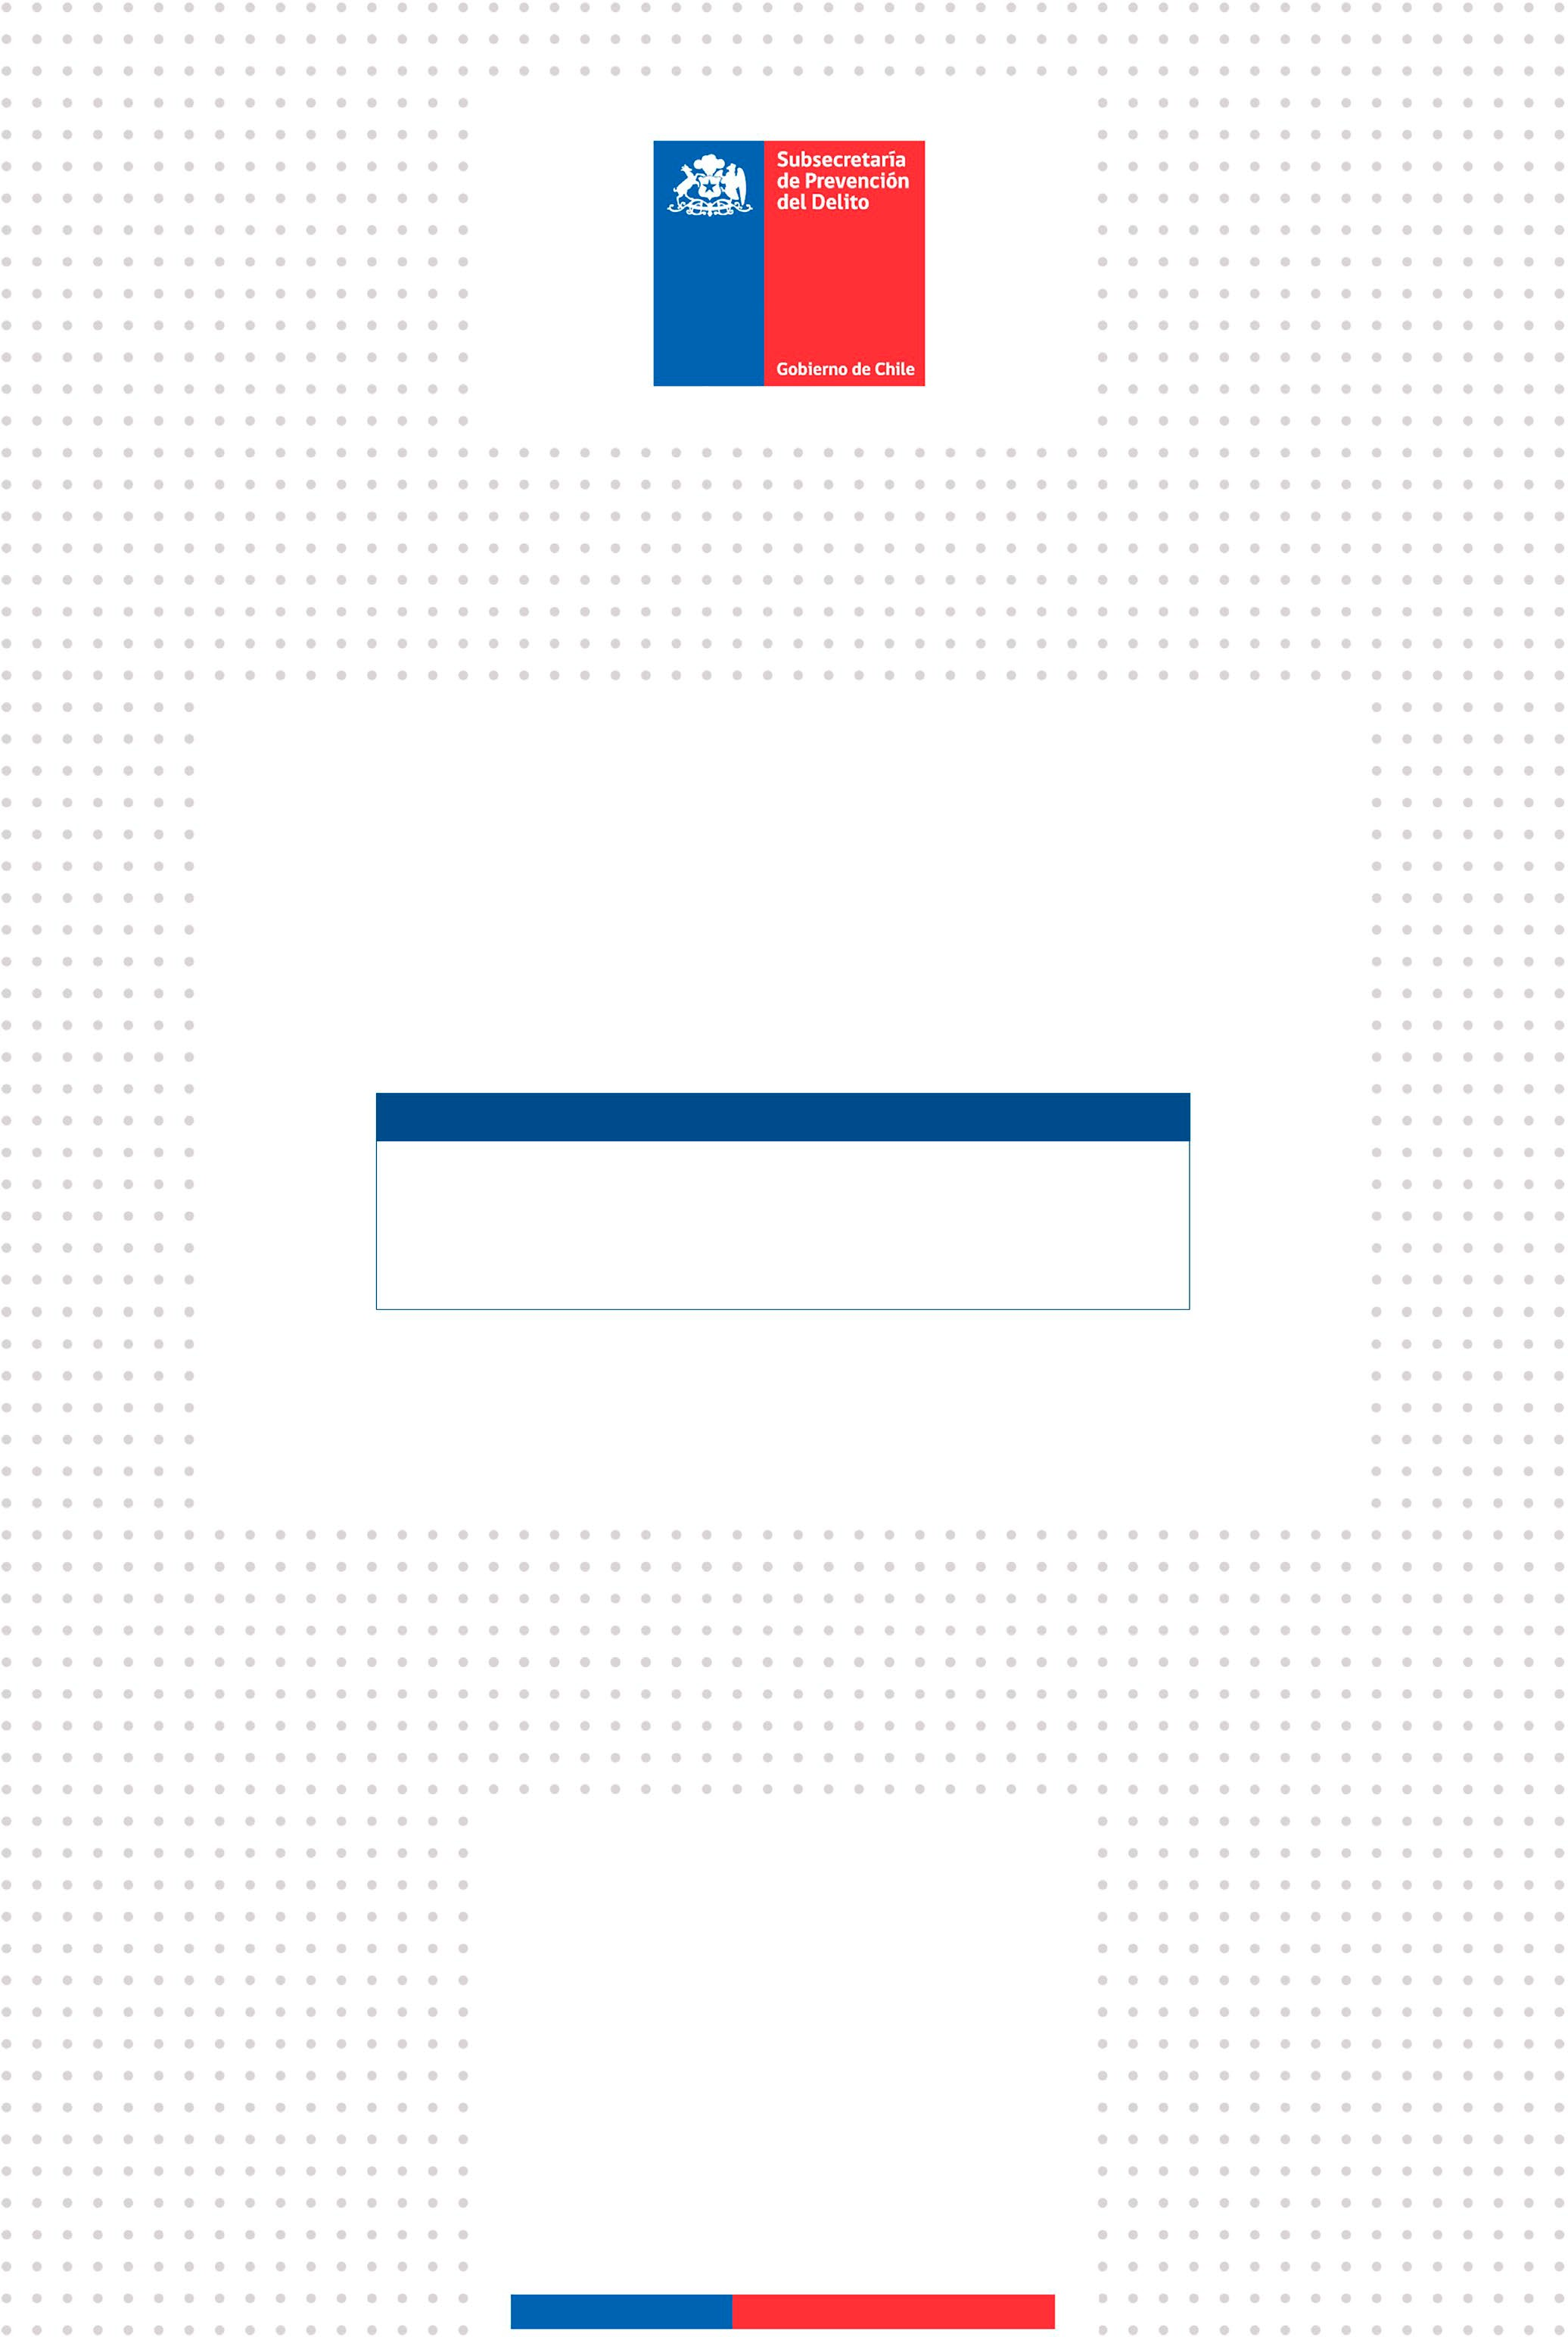 Subsecretaría
de Prevención
del Delito
Gobierno de Chile